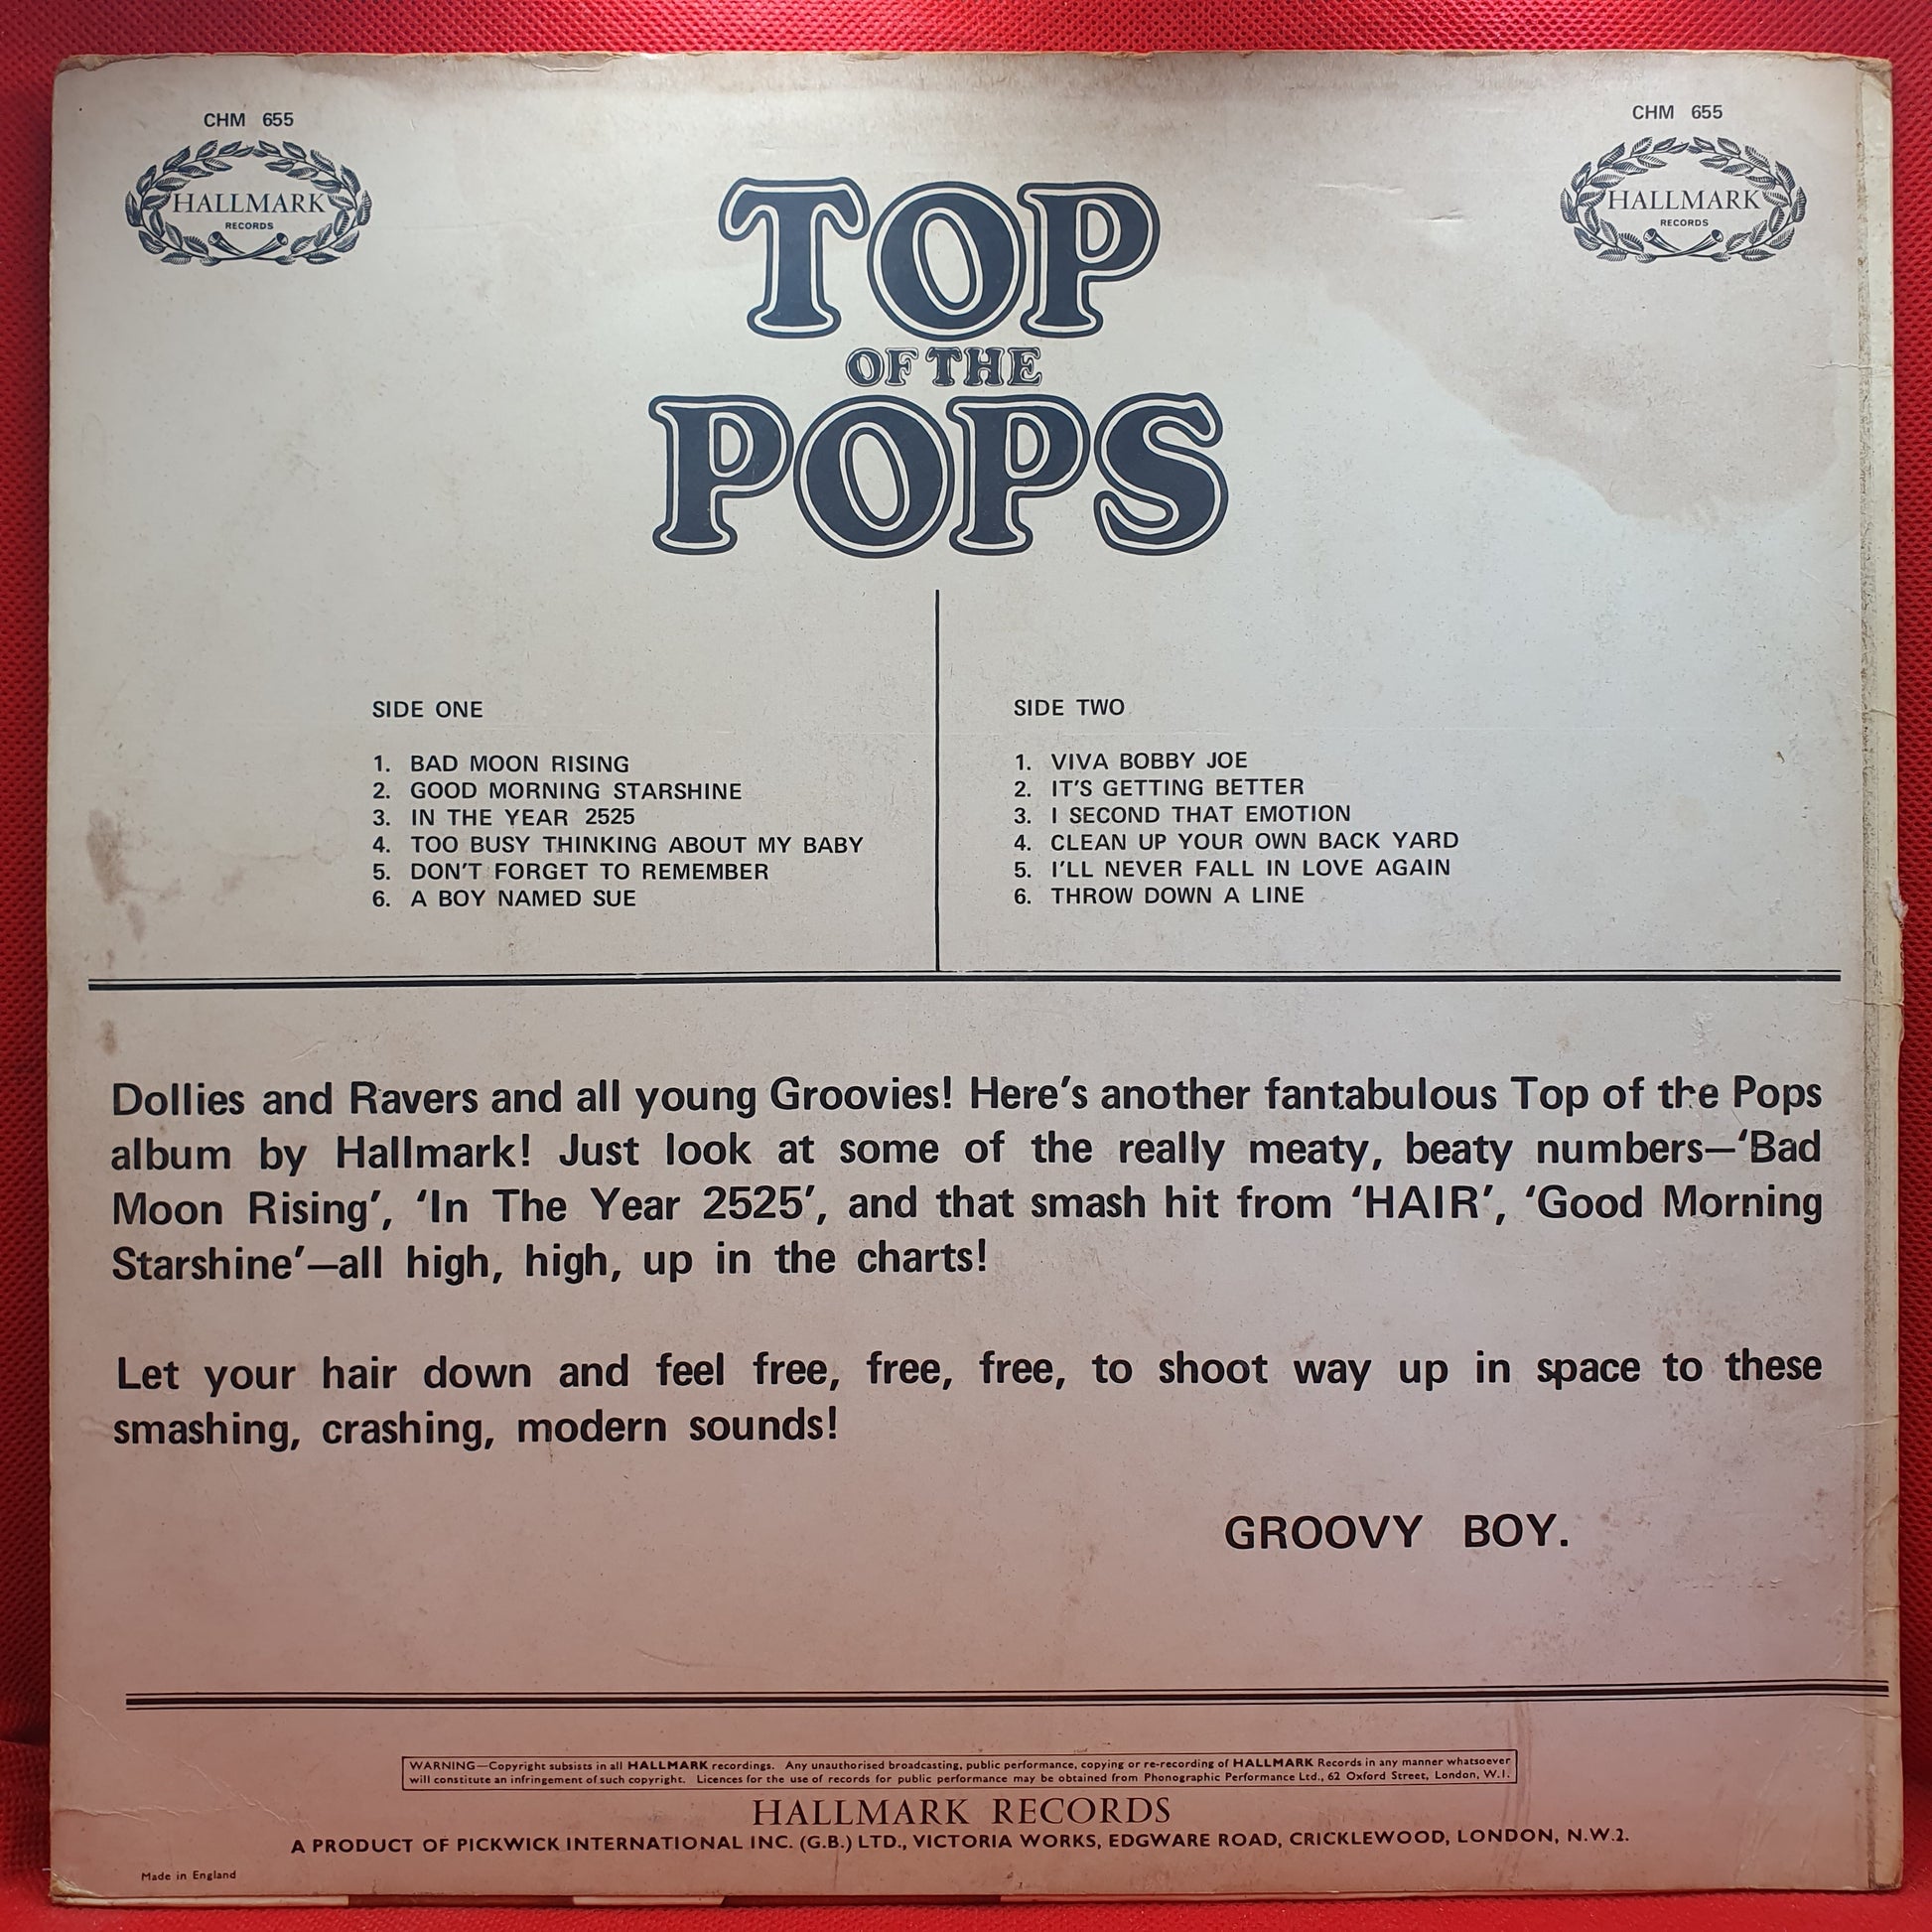 CHM 655
HALLMARK
RECORDS
CHM 655
HALLMARK
RECORDS
TOP
OF THE
POPS
SIDE ONE
1. BAD MOON RISING
2. GOOD MORNING STARSHINE
3. IN THE YEAR 2525
4. TOO BUSY THINKING ABOUT MY BABY
5. DON'T FORGET TO REMEMBER
6. A BOY NAMED SUE
SIDE TWO
1. VIVA BOBBY JOE
2. IT'S GETTING BETTER
3. I SECOND THAT EMOTION
4. CLEAN UP YOUR OWN BACK YARD
5. I'LL NEVER FALL IN LOVE AGAIN
6. THROW DOWN A LINE
Dollies and Ravers and all young Groovies! Here's another fantabulous Top of the Pops
album by Hallmark! Just look at some of the really meaty, beaty numbers—‘Bad
Moon Rising’, ‘In The Year 2525’, and that smash hit from ‘HAIR’, ‘Good Morning
Starshine’—all high, high, up in the charts!
Let your hair down and feel free, free, free, to shoot way up in space to these
smashing, crashing, modern sounds!
GROOVY BOY.
WARNING—Copyright subsists in all HALLMARK recordings. Any unauthorised broadcasting, public performance, copying or re-recording of HALLMARK Records in any manner whatsoever
will constitute an infringement of such copyright. Licences for the use of records for public performance may be obtained from Phonographic Performance Ltd., 62 Oxford Street, London, W.1.
HALLMARK RECORDS
A PRODUCT OF PICKWICK INTERNATIONAL INC. (G.B.) LTD., VICTORIA WORKS, EDGWARE ROAD, CRICKLEWOOD, LONDON, N.W.2.
Made in England